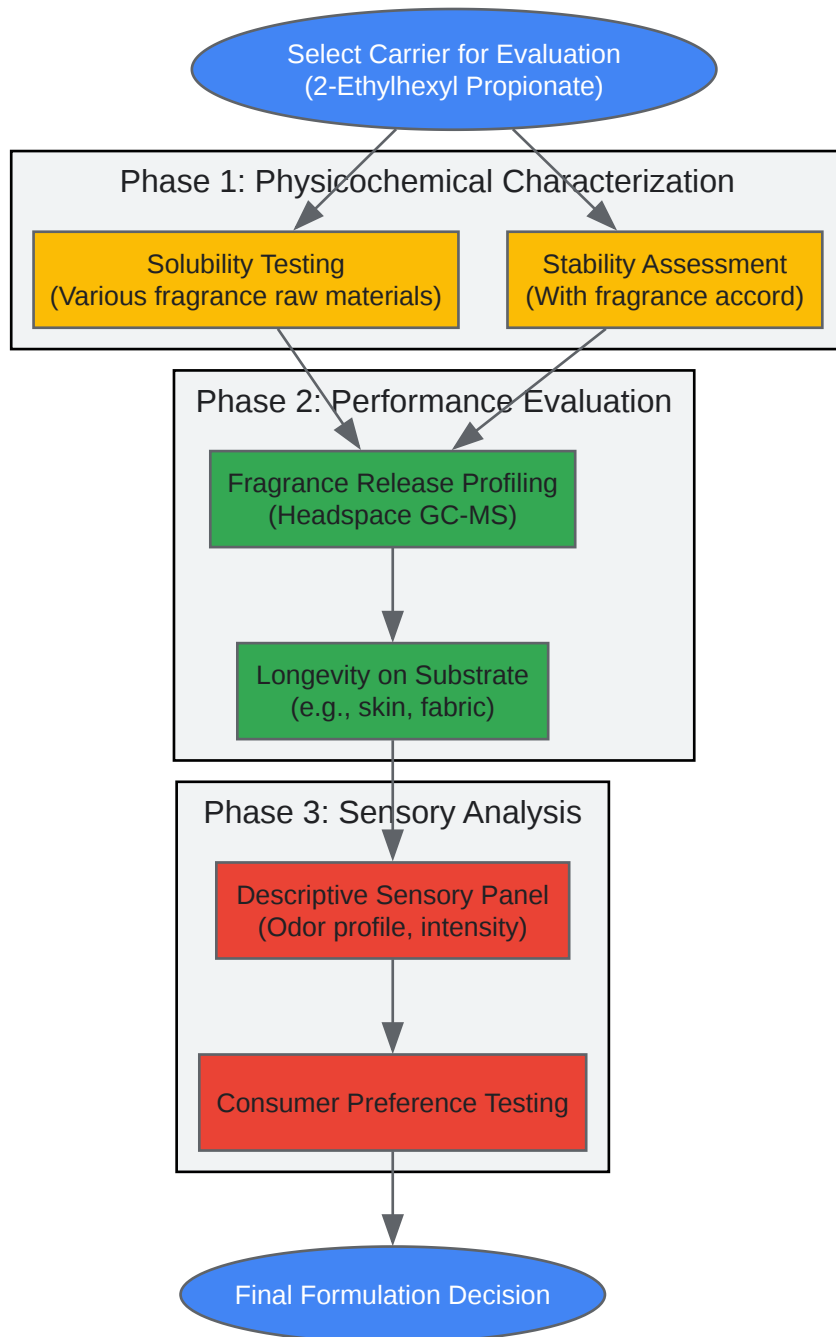 Select Carrier for Evaluation
(2-Ethylhexyl Propionate)
Phase 1: Physicochemical Characterization
Solubility Testing
(Various fragrance raw materials)
Stability Assessment
(With fragrance accord)
Phase 2: Performance Evaluation
Fragrance Release Profiling
(Headspace GC-MS)
Longevity on Substrate
(e.g., skin, fabric)
Phase 3: Sensory Analysis
Descriptive Sensory Panel
(Odor profile, intensity)
Consumer Preference Testing
Final Formulation Decision